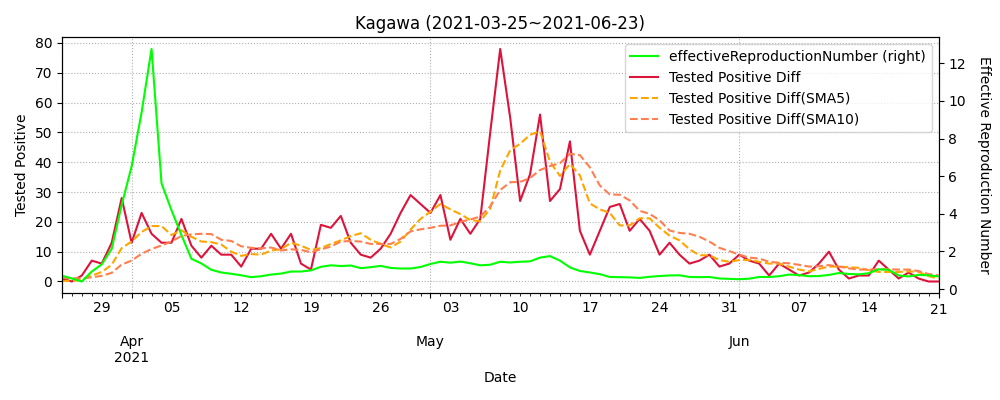 Kagawa (2021-03-25~2021-06-23)
effectiveReproductionNumber (right)
Tested Positive Diff
Tested Positive Diff(SMA5)
Tested Positive Diff(SMA10)
80
70
60
50
40
30
20
10
0
Tested Positive
12
10
8
6
4
2
0
Effective Reproduction Number
29 05 12 19 26 03 10 17 24 31 07 14 21
Apr May Jun
2021
Date